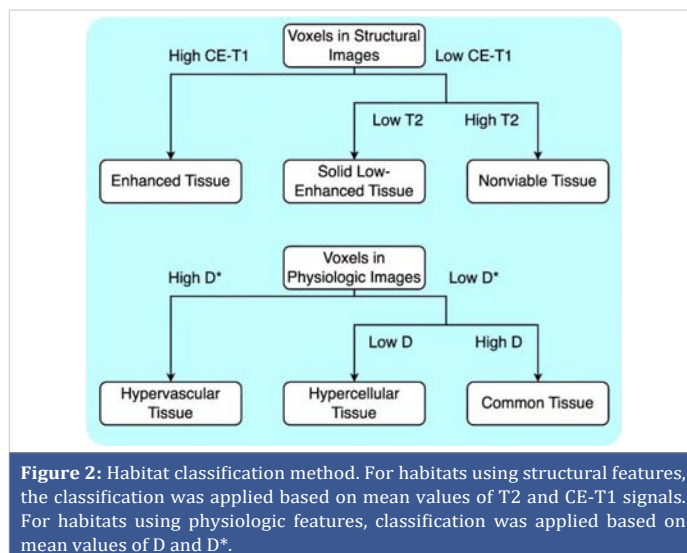 Voxels in Structural
Images
High CE-T1
Low CE-T1
Low T2
High T2
Enhanced Tissue
Solid Low-
Enhanced Tissue
Nonviable Tissue
Voxels in
Physiologic Images
High D*
Low D*
Low D
High D
Hypervascular
Tissue
Hypercellular
Tissue
Common Tissue
Figure 2: Habitat classification method. For habitats using structural features,
the classification was applied based on mean values of T2 and CE-T1 signals.
For habitats using physiologic features, classification was applied based on
mean values of D and D*.